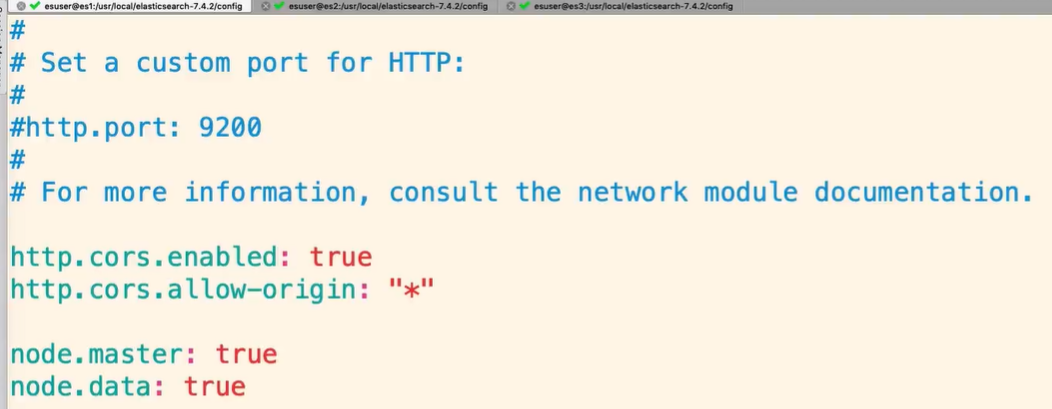 esuser@es1:/usr/local/elasticsearch-7.4.2/config
esuser@es2:/usr/local/elasticsearch-7.4.2/config
esuser@es3:/usr/local/elasticsearch-7.4.2/config
#
# Set a custom port for HTTP:
#
#http.port: 9200
#
# For more information, consult the network module documentation.
http.cors.enabled: true
http.cors.allow-origin: "*"
node.master: true
node.data: true